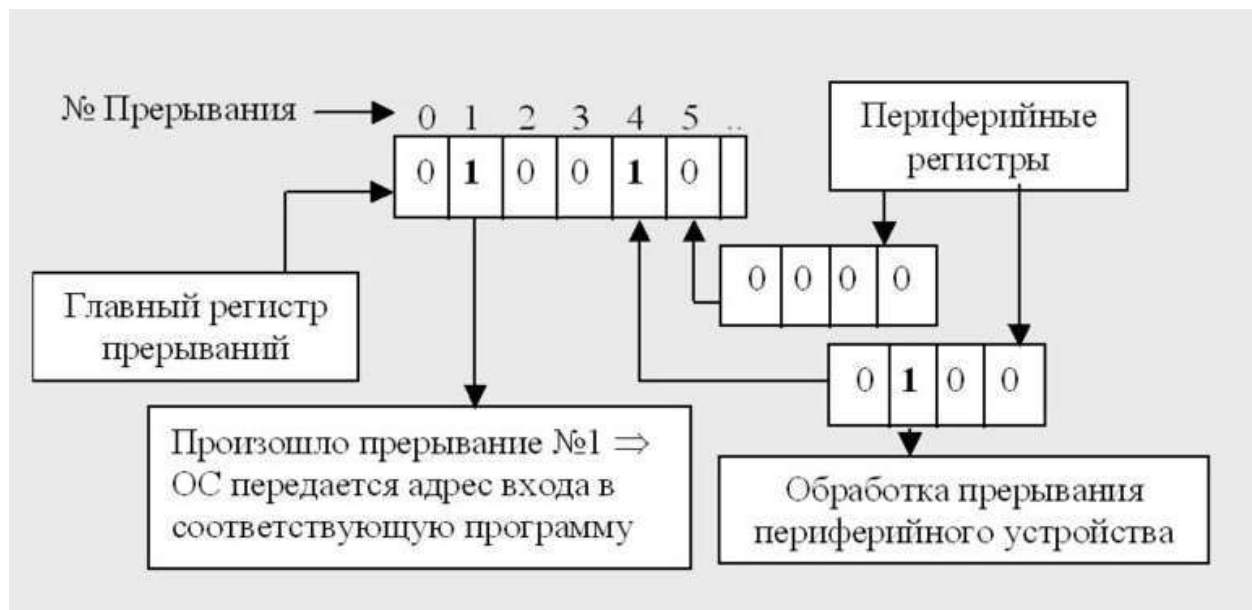 № Прерывания
0 1 2 3 4 5 ..
0 1 0 0 1 0
Периферийные
регистры
0 0 0 0
Главный регистр
прерываний
0 1 0 0
Произошло прерывание №1 ⇒
ОС передается адрес входа в
соответствующую программу
Обработка прерывания
периферийного устройства